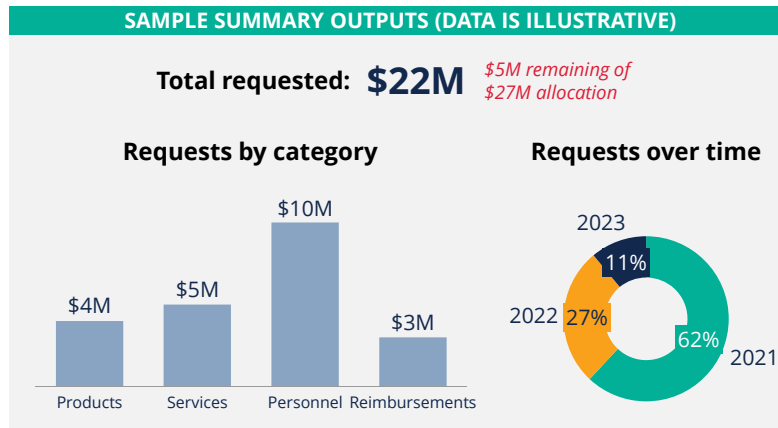 SAMPLE SUMMARY OUTPUTS (DATA IS ILLUSTRATIVE)
Total requested: $22M
$5M remaining of
$27M allocation
Requests by category
$4M
$5M
$10M
$3M
Products
Services
Personnel
Reimbursements
Requests over time
2023
11%
2022
27%
62%
2021